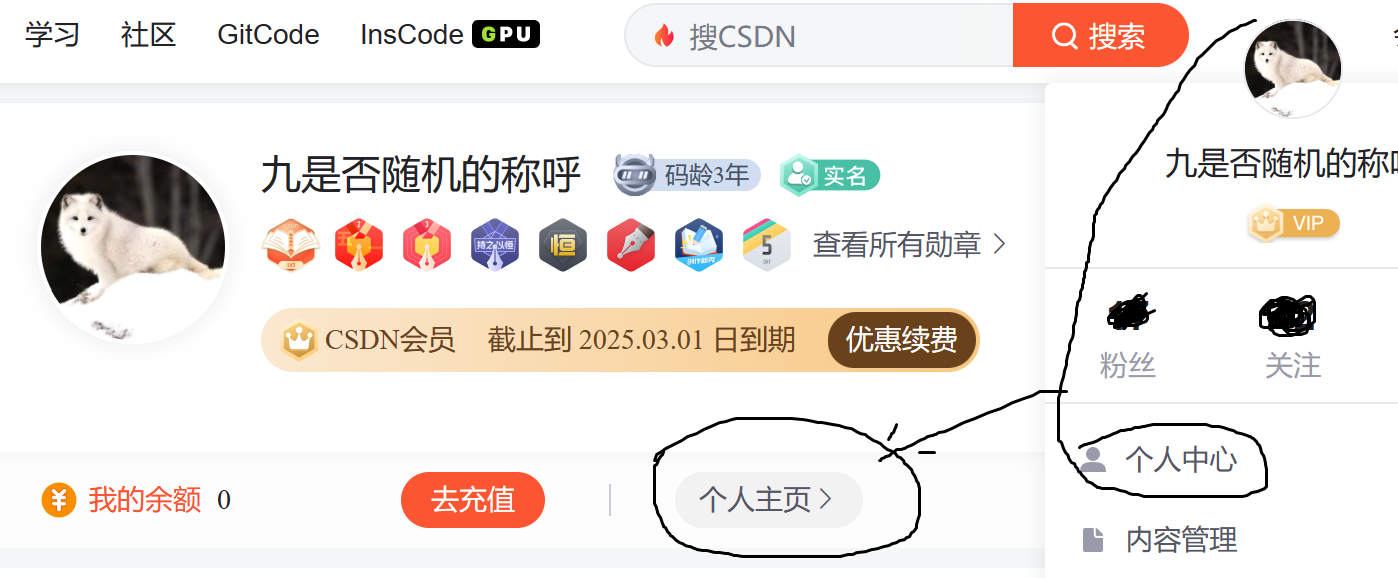 学习 社区 GitCode InsCode GPU 搜CSDN 搜索
九是否随机的称呼 码龄3年 实名
持之以恒 恒 5 查看所有勋章
CSDN会员 截止到 2025.03.01 日到期 优惠续费
我的余额 0 去充值 个人主页
九是否随机的称
VIP
粉丝 关注
个人中心
内容管理